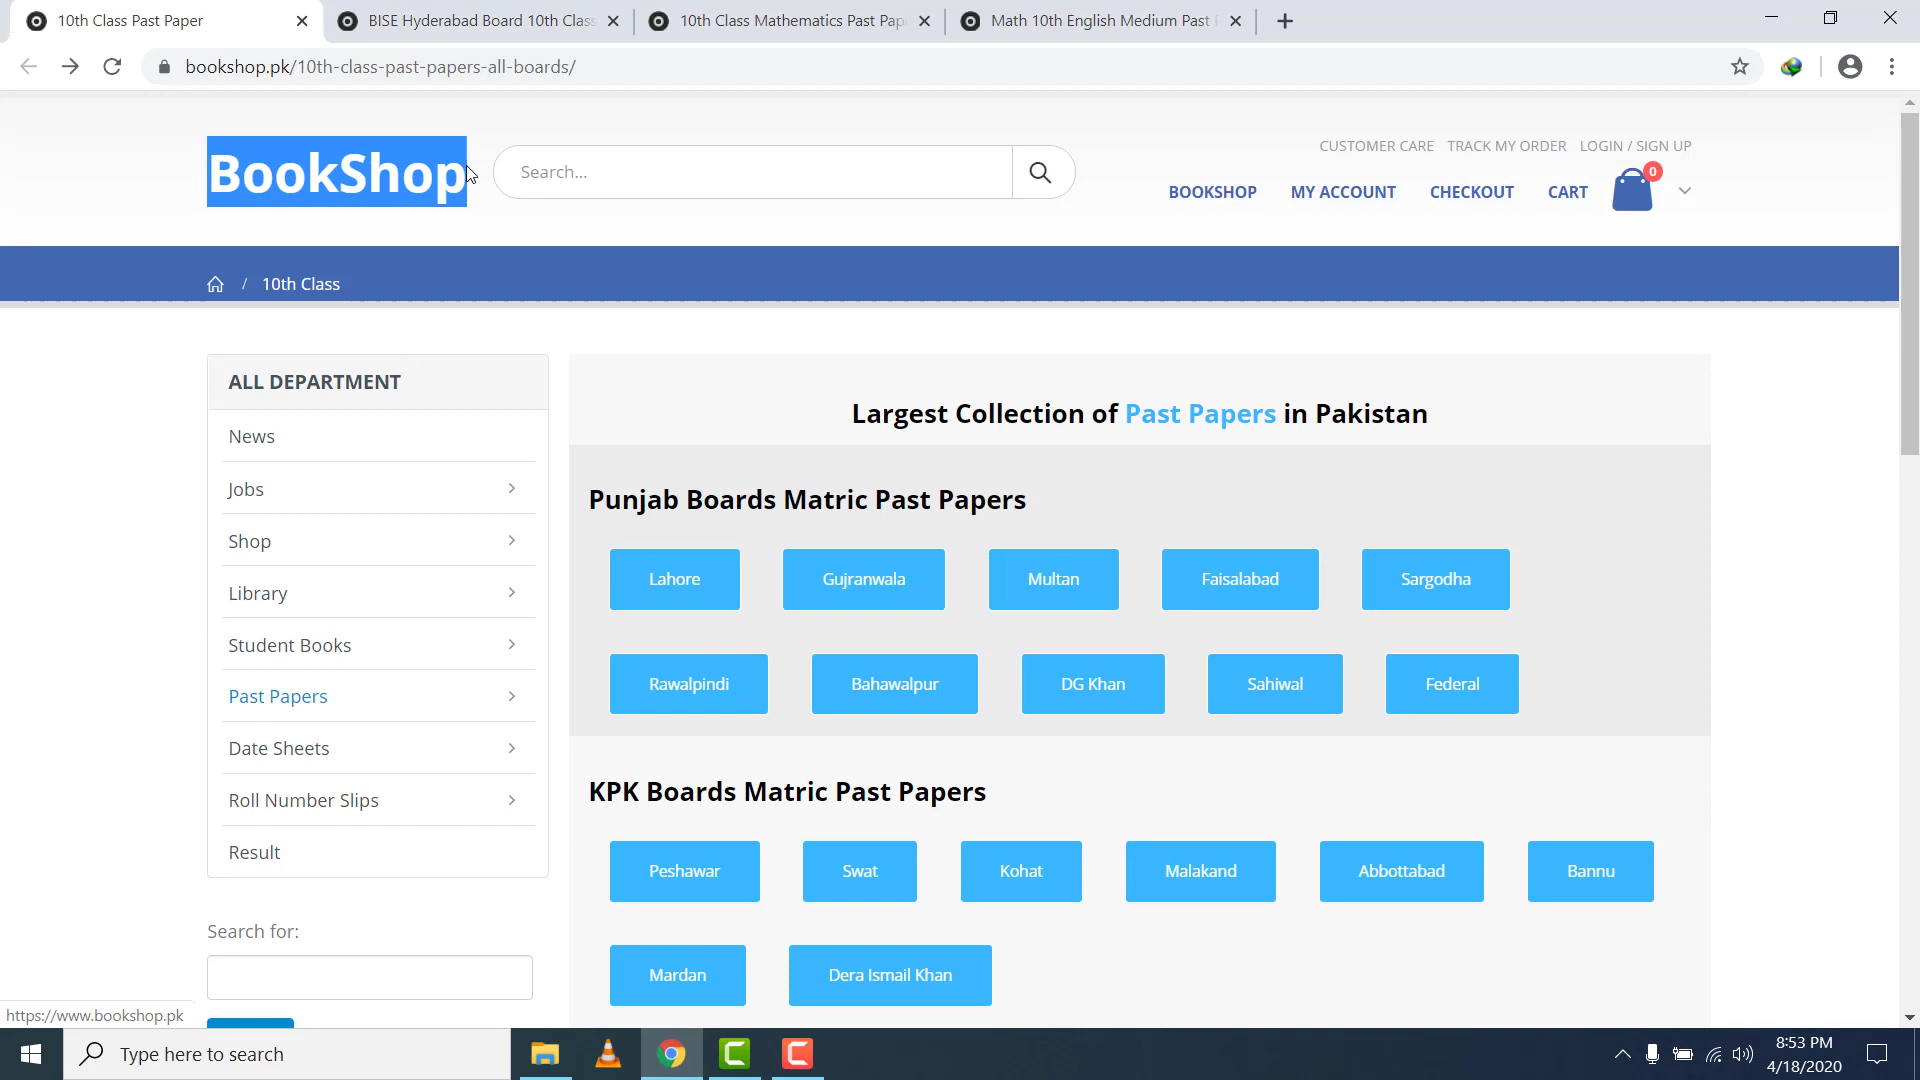 10th Class Past Paper
BISE Hyderabad Board 10th Class
10th Class Mathematics Past Pap
Math 10th English Medium Past
bookshop.pk/10th-class-past-papers-all-boards/
BookShop
Search...
CUSTOMER CARE TRACK MY ORDER LOGIN / SIGN UP
BOOKSHOP MY ACCOUNT CHECKOUT CART 0
/ 10th Class
ALL DEPARTMENT
News
Jobs
Shop
Library
Student Books
Past Papers
Date Sheets
Roll Number Slips
Result
Search for:
Largest Collection of Past Papers in Pakistan
Punjab Boards Matric Past Papers
Lahore Gujranwala Multan Faisalabad Sargodha
Rawalpindi Bahawalpur DG Khan Sahiwal Federal
KPK Boards Matric Past Papers
Peshawar Swat Kohat Malakand Abbottabad Bannu
Mardan Dera Ismail Khan
https://www.bookshop.pk
Type here to search
8:53 PM
4/18/2020